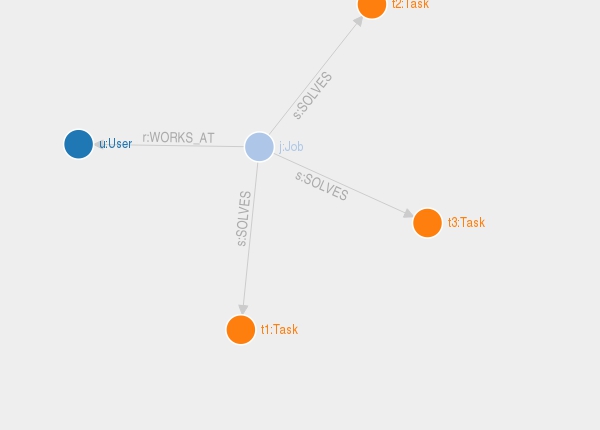 t2:Task
s:SOLVES
r:WORKS_AT
u:User
j:Job
s:SOLVES
s:SOLVES
t3:Task
t1:Task